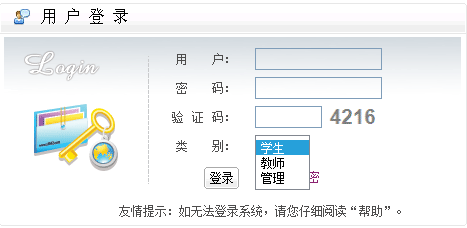 用 户 登 录
Login
用 户：
密 码：
验 证 码： 4216
类 别：
学生
教师
管理
登录 密
友情提示：如无法登录系统，请您仔细阅读“帮助”。